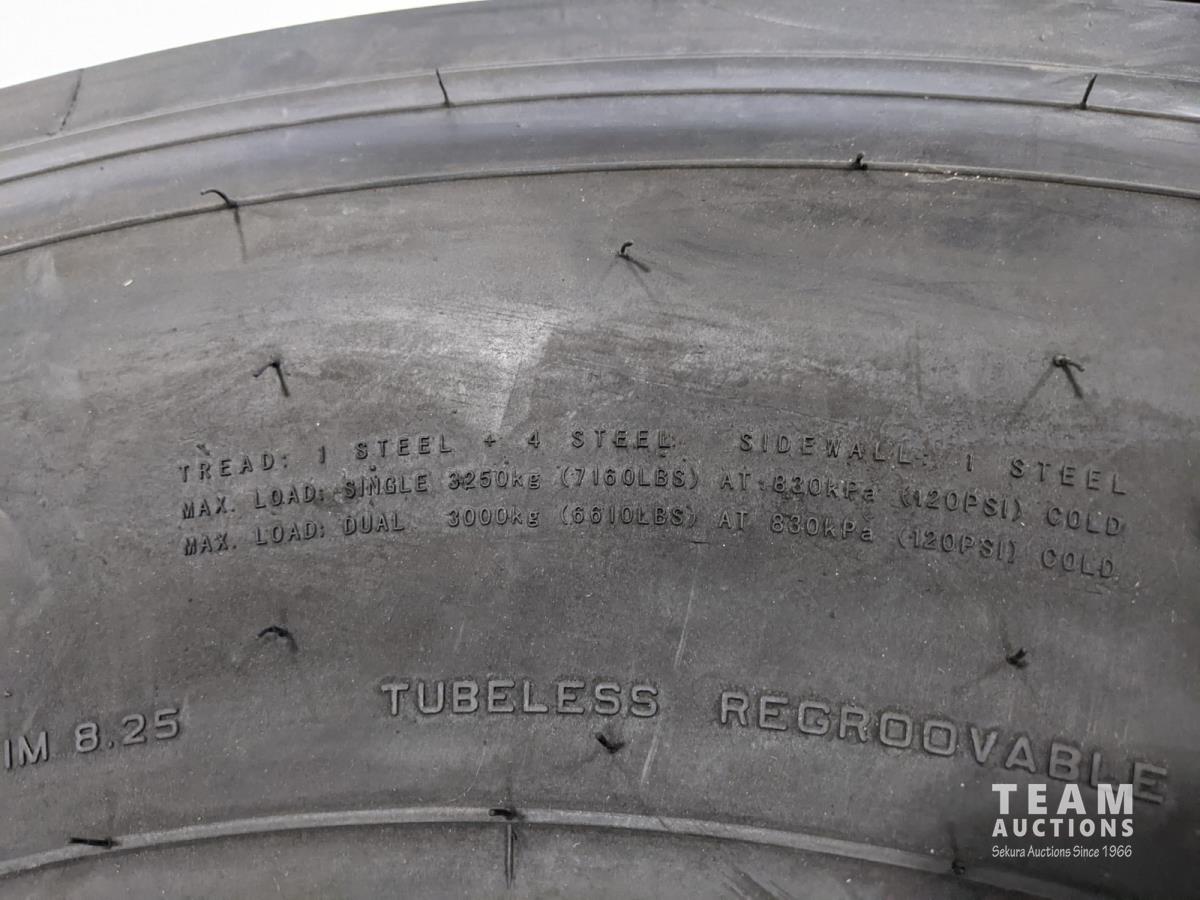 TREAD: 1 STEEL + 4 STEEL SIDEWALL: 1 STEEL
MAX. LOAD: SINGLE 3250kg (7160LBS) AT 830kPa (120PSI) COLD
MAX. LOAD: DUAL 3000kg (6610LBS) AT 830kPa (120PSI) COLD
IM 8.25 TUBELESS REGROOVABLE
TEAM
AUCTIONS
Sekura Auctions Since 1966